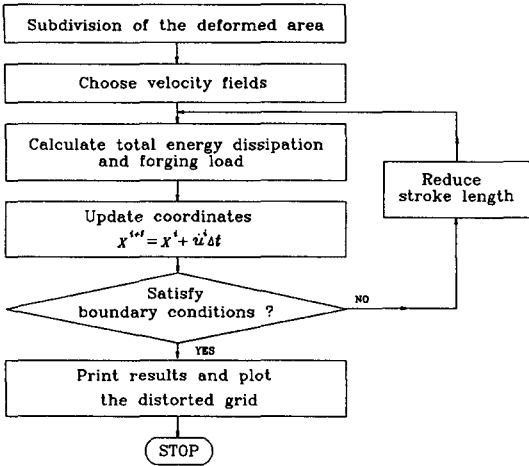 Subdivision of the deformed area
Choose velocity fields
Calculate total energy dissipation
and forging load
Reduce
stroke length
Update coordinates
X^{i+1} = X^i + u̇^i Δt
Satisfy
boundary conditions ?
NO
YES
Print results and plot
the distorted grid
STOP